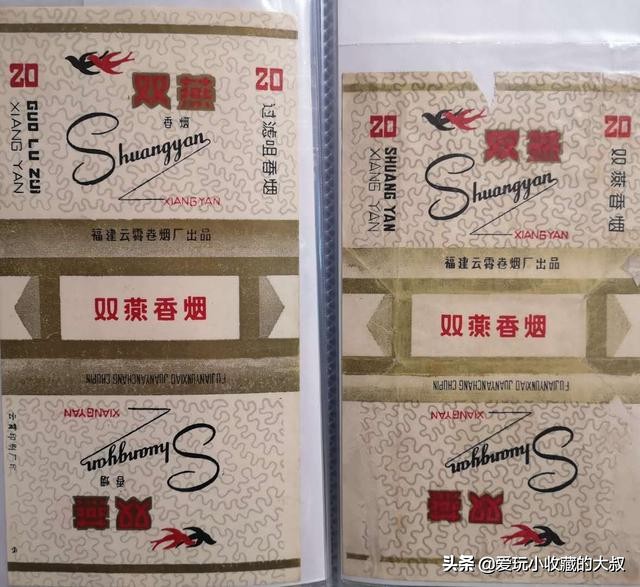 20
GUO LU ZUI
XIANG YAN
双燕
香烟
Shuangyan
XIANGYAN
20
过滤咀香烟
福建云霄卷烟厂出品
双燕香烟
FUJIANYUNXIAO JUANYANCHANG CHUPIN
XIANGYAN
Shuangyan
香烟
双燕
20
SHUANG YAN
XIANG YAN
双燕
Shuangyan
XIANGYAN
20
双燕香烟
福建云霄卷烟厂出品
双燕香烟
FUJIANYUNXIAO JUANYANCHANG CHUPIN
XIANGYAN
Shuangyan
双燕
头条 @爱玩小收藏的大叔